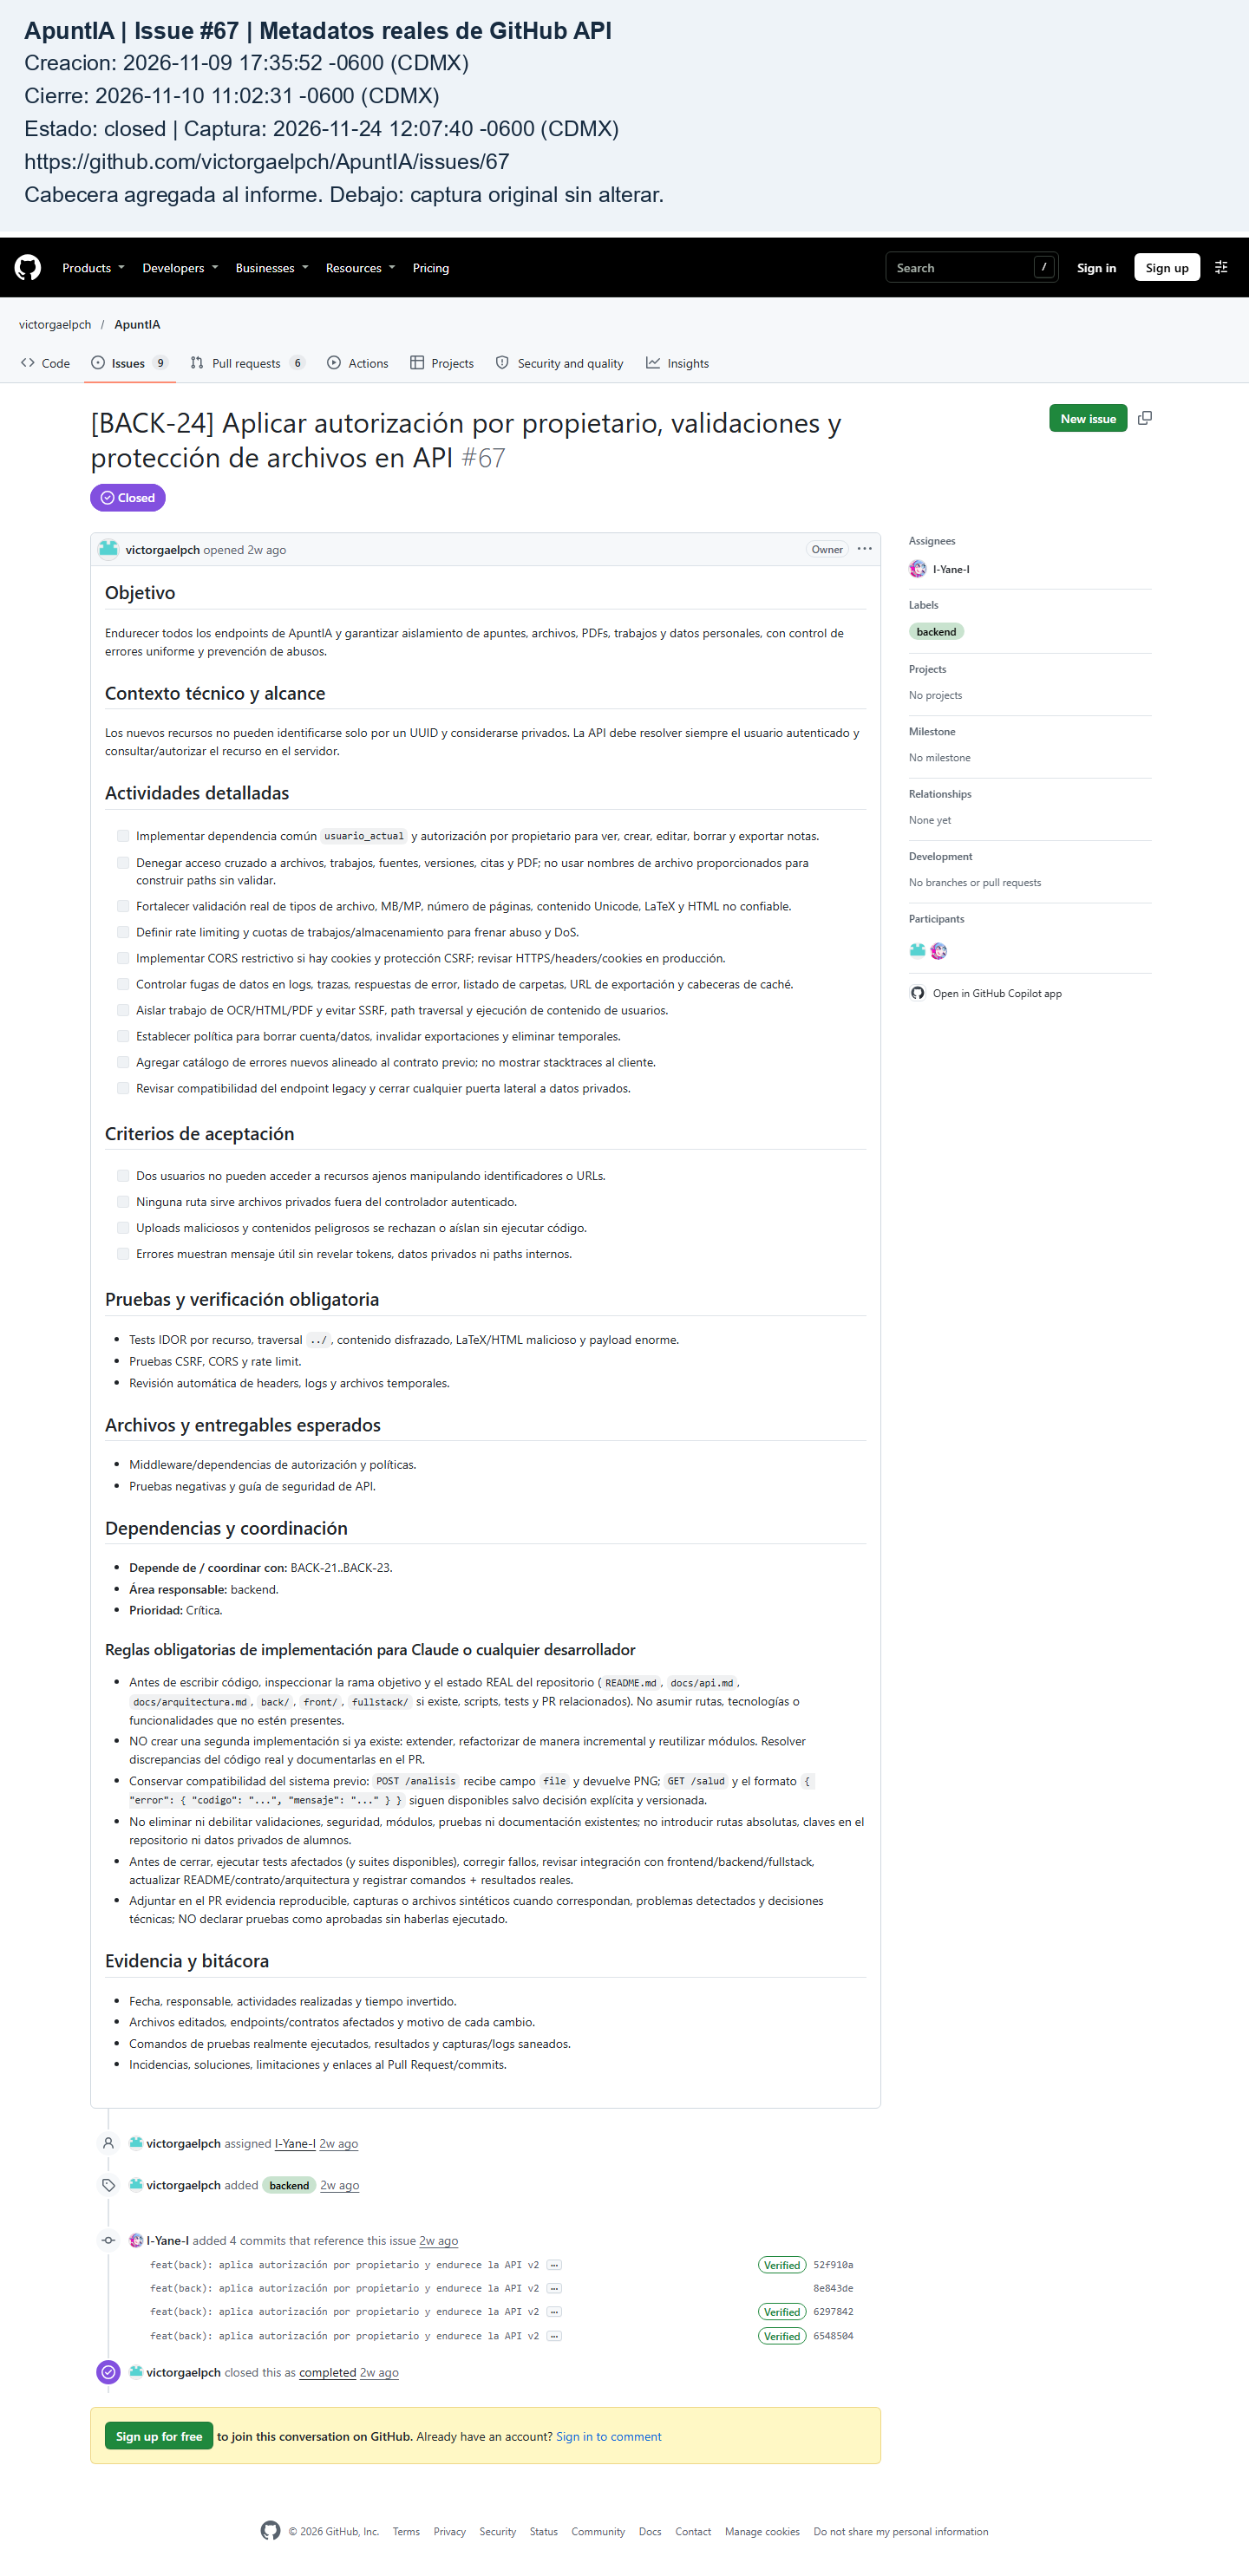 ApuntIA | Issue #67 | Metadatos reales de GitHub API
Creacion: 2026-11-09 17:35:52 -0600 (CDMX)
Cierre: 2026-11-10 11:02:31 -0600 (CDMX)
Estado: closed | Captura: 2026-11-24 12:07:40 -0600 (CDMX)
https://github.com/victorgaelpch/ApuntIA/issues/67
Cabecera agregada al informe. Debajo: captura original sin alterar.
Products Developers Businesses Resources Pricing Search / Sign in Sign up
victorgaelpch / ApuntIA
Code Issues 9 Pull requests 6 Actions Projects Security and quality Insights
[BACK-24] Aplicar autorización por propietario, validaciones y
protección de archivos en API #67
New issue
Closed
victorgaelpch opened 2w ago Owner
Objetivo
Endurecer todos los endpoints de ApuntIA y garantizar aislamiento de apuntes, archivos, PDFs, trabajos y datos personales, con control de
errores uniforme y prevención de abusos.
Contexto técnico y alcance
Los nuevos recursos no pueden identificarse solo por un UUID y considerarse privados. La API debe resolver siempre el usuario autenticado y
consultar/autorizar el recurso en el servidor.
Actividades detalladas
Implementar dependencia común usuario_actual y autorización por propietario para ver, crear, editar, borrar y exportar notas.
Denegar acceso cruzado a archivos, trabajos, fuentes, versiones, citas y PDF; no usar nombres de archivo proporcionados para
construir paths sin validar.
Fortalecer validación real de tipos de archivo, MB/MP, número de páginas, contenido Unicode, LaTeX y HTML no confiable.
Definir rate limiting y cuotas de trabajos/almacenamiento para frenar abuso y DoS.
Implementar CORS restrictivo si hay cookies y protección CSRF; revisar HTTPS/headers/cookies en producción.
Controlar fugas de datos en logs, trazas, respuestas de error, listado de carpetas, URL de exportación y cabeceras de caché.
Aislar trabajo de OCR/HTML/PDF y evitar SSRF, path traversal y ejecución de contenido de usuarios.
Establecer política para borrar cuenta/datos, invalidar exportaciones y eliminar temporales.
Agregar catálogo de errores nuevos alineado al contrato previo; no mostrar stacktraces al cliente.
Revisar compatibilidad del endpoint legacy y cerrar cualquier puerta lateral a datos privados.
Criterios de aceptación
Dos usuarios no pueden acceder a recursos ajenos manipulando identificadores o URLs.
Ninguna ruta sirve archivos privados fuera del controlador autenticado.
Uploads maliciosos y contenidos peligrosos se rechazan o aíslan sin ejecutar código.
Errores muestran mensaje útil sin revelar tokens, datos privados ni paths internos.
Pruebas y verificación obligatoria
Tests IDOR por recurso, traversal ../, contenido disfrazado, LaTeX/HTML malicioso y payload enorme.
Pruebas CSRF, CORS y rate limit.
Revisión automática de headers, logs y archivos temporales.
Archivos y entregables esperados
Middleware/dependencias de autorización y políticas.
Pruebas negativas y guía de seguridad de API.
Dependencias y coordinación
Depende de / coordinar con: BACK-21..BACK-23.
Área responsable: backend.
Prioridad: Crítica.
Reglas obligatorias de implementación para Claude o cualquier desarrollador
Antes de escribir código, inspeccionar la rama objetivo y el estado REAL del repositorio (README.md, docs/api.md,
docs/arquitectura.md, back/, front/, fullstack/ si existe, scripts, tests y PR relacionados). No asumir rutas, tecnologías o
funcionalidades que no estén presentes.
NO crear una segunda implementación si ya existe: extender, refactorizar de manera incremental y reutilizar módulos. Resolver
discrepancias del código real y documentarlas en el PR.
Conservar compatibilidad del sistema previo: POST /analisis recibe campo file y devuelve PNG; GET /salud y el formato {
"error": { "codigo": "...", "mensaje": "..." } } siguen disponibles salvo decisión explícita y versionada.
No eliminar ni debilitar validaciones, seguridad, módulos, pruebas ni documentación existentes; no introducir rutas absolutas, claves en el
repositorio ni datos privados de alumnos.
Antes de cerrar, ejecutar tests afectados (y suites disponibles), corregir fallos, revisar integración con frontend/backend/fullstack,
actualizar README/contrato/arquitectura y registrar comandos + resultados reales.
Adjuntar en el PR evidencia reproducible, capturas o archivos sintéticos cuando correspondan, problemas detectados y decisiones
técnicas; NO declarar pruebas como aprobadas sin haberlas ejecutado.
Evidencia y bitácora
Fecha, responsable, actividades realizadas y tiempo invertido.
Archivos editados, endpoints/contratos afectados y motivo de cada cambio.
Comandos de pruebas realmente ejecutados, resultados y capturas/logs saneados.
Incidencias, soluciones, limitaciones y enlaces al Pull Request/commits.
Assignees
I-Yane-I
Labels
backend
Projects
No projects
Milestone
No milestone
Relationships
None yet
Development
No branches or pull requests
Participants
Open in GitHub Copilot app
victorgaelpch assigned I-Yane-I 2w ago
victorgaelpch added backend 2w ago
I-Yane-I added 4 commits that reference this issue 2w ago
feat(back): aplica autorización por propietario y endurece la API v2 … Verified 52f910a
feat(back): aplica autorización por propietario y endurece la API v2 … 8e843de
feat(back): aplica autorización por propietario y endurece la API v2 … Verified 6297842
feat(back): aplica autorización por propietario y endurece la API v2 … Verified 6548504
victorgaelpch closed this as completed 2w ago
Sign up for free to join this conversation on GitHub. Already have an account? Sign in to comment
© 2026 GitHub, Inc. Terms Privacy Security Status Community Docs Contact Manage cookies Do not share my personal information